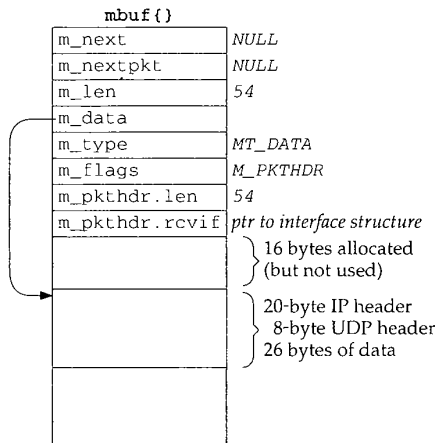 mbuf{}
m_next NULL
m_nextpkt NULL
m_len 54
m_data
m_type MT_DATA
m_flags M_PKTHDR
m_pkthdr.len 54
m_pkthdr.rcvif ptr to interface structure
16 bytes allocated
(but not used)
20-byte IP header
8-byte UDP header
26 bytes of data